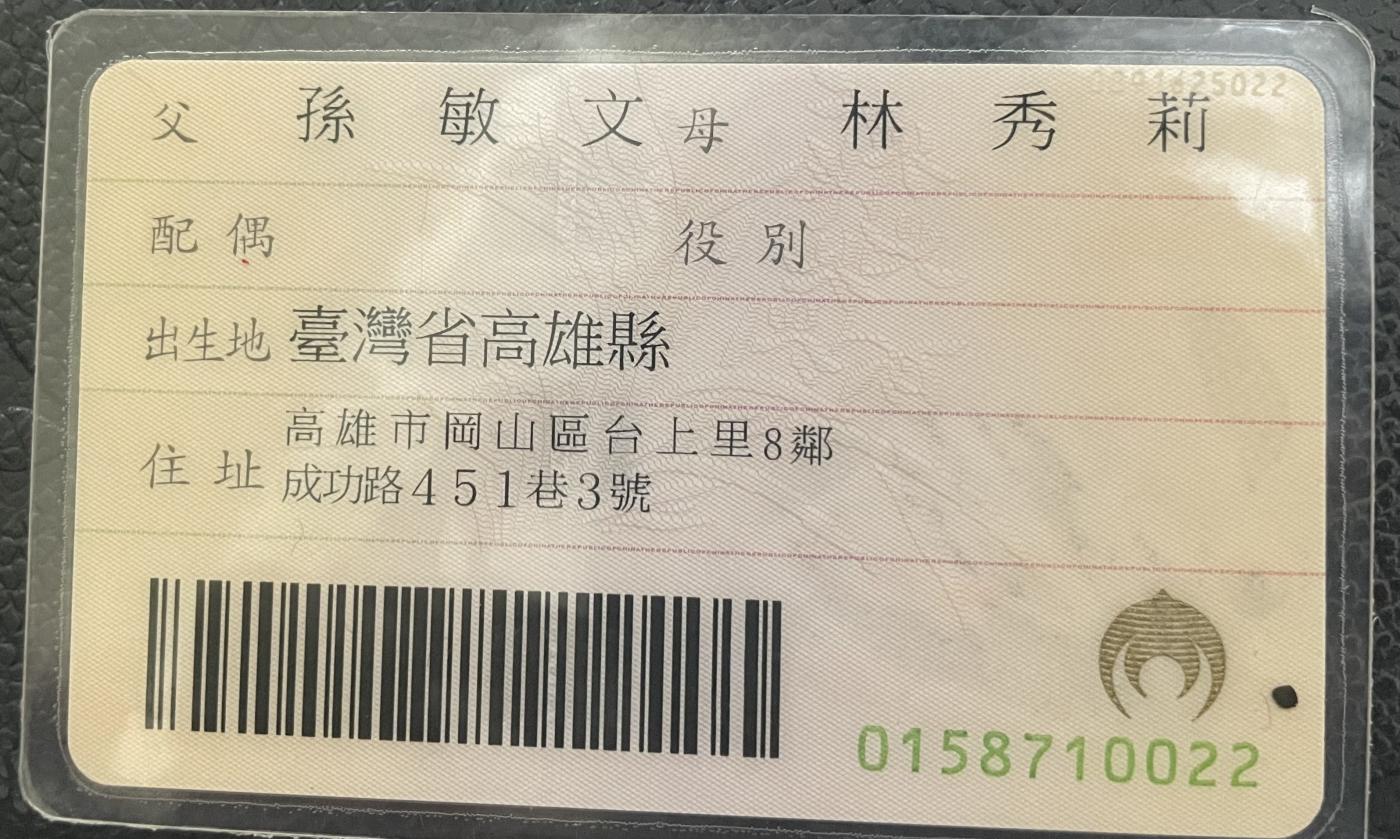 父 孫敏文 母 林秀莉
配偶 役別
出生地 臺灣省高雄縣
住址 高雄市岡山區台上里8鄰
成功路451巷3號
0158710022